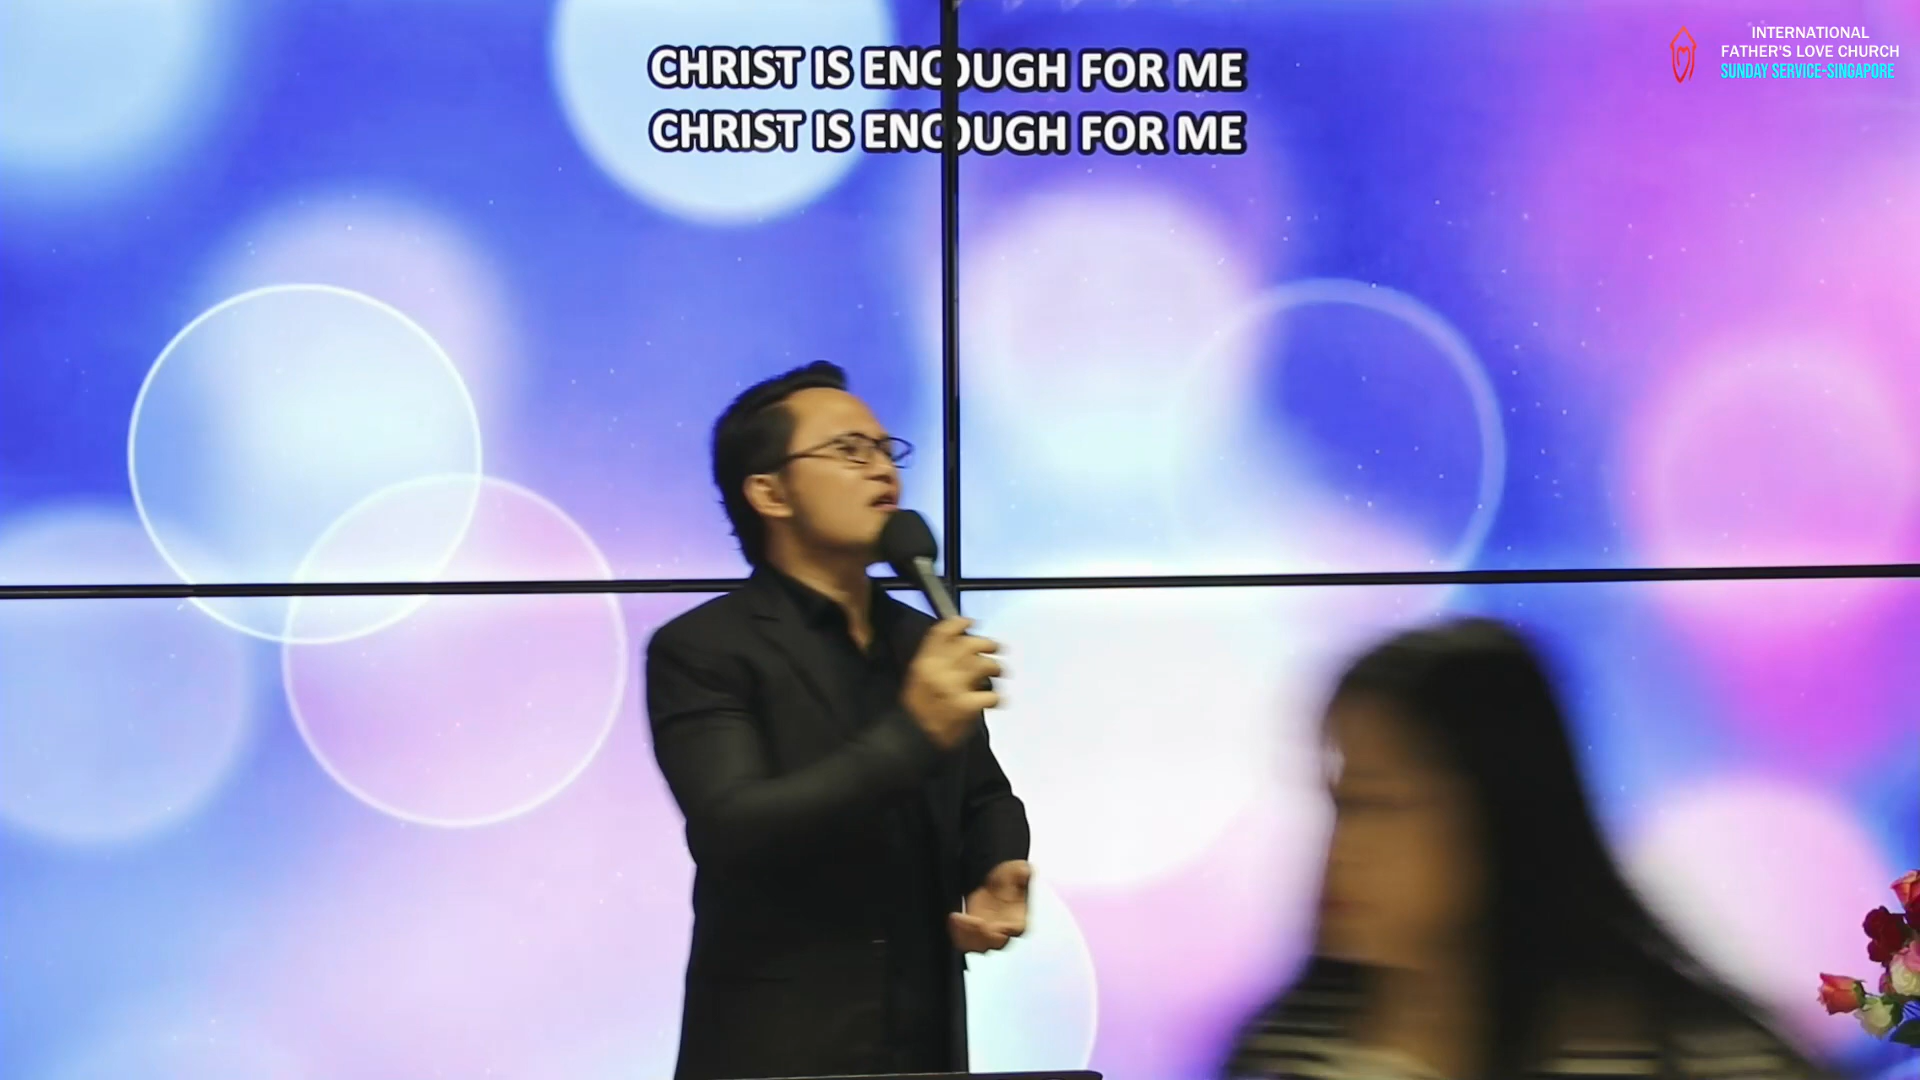 CHRIST IS ENOUGH FOR ME
CHRIST IS ENOUGH FOR ME
INTERNATIONAL
FATHER'S LOVE CHURCH
SUNDAY SERVICE-SINGAPORE